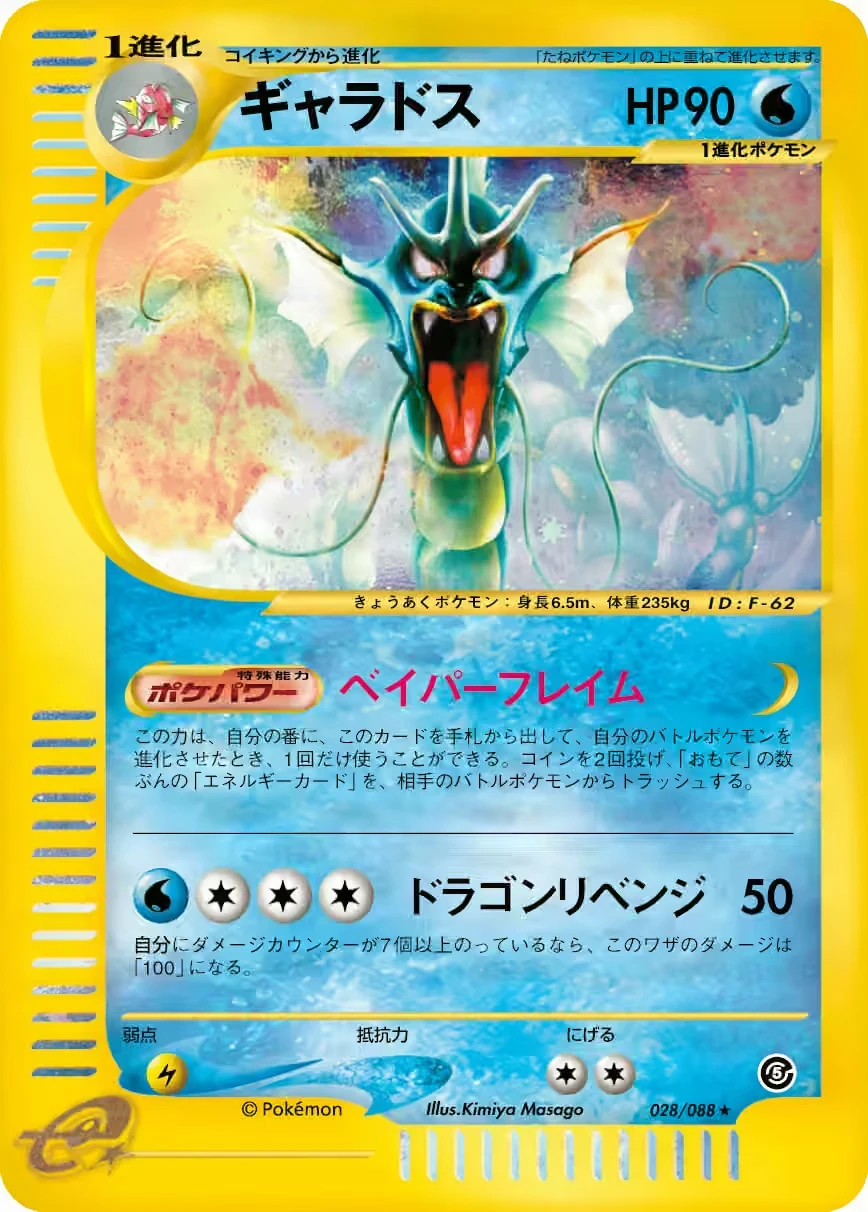 1進化
コイキングから進化
「たねポケモン」の上に重ねて進化させます。
ギャラドス
HP90
1進化ポケモン
きょうあくポケモン：身長6.5m、体重235kg ID:F-62
特殊能力
ポケパワー
ベイパーフレイム
この力は、自分の番に、このカードを手札から出して、自分のバトルポケモンを
進化させたとき、1回だけ使うことができる。コインを2回投げ、「おもて」の数
ぶんの「エネルギーカード」を、相手のバトルポケモンからトラッシュする。
ドラゴンリベンジ 50
自分にダメージカウンターが7個以上のっているなら、このワザのダメージは
「100」になる。
弱点
抵抗力
にげる
5
© Pokémon
Illus.Kimiya Masago
028/088★
e